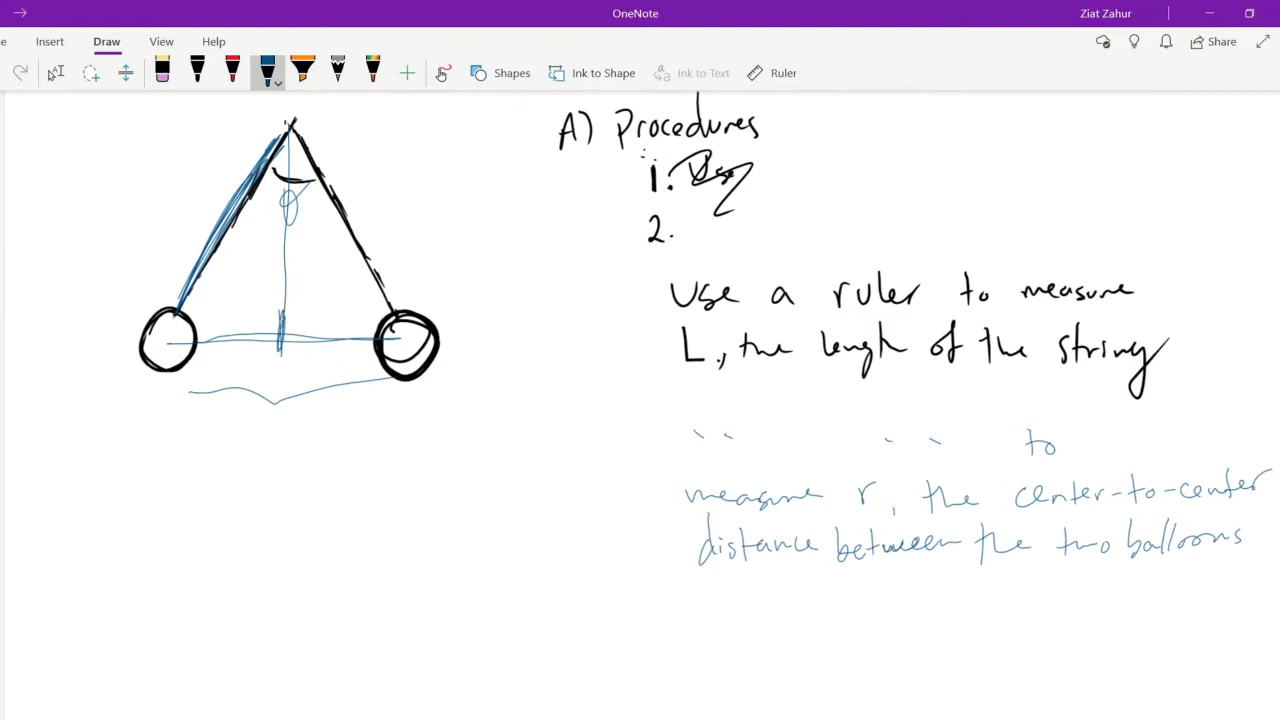 OneNote
Ziat Zahur
Insert
Draw
View
Help
Share
Shapes
Ink to Shape
Ink to Text
Ruler
A) Procedures
1. Use
2.
Use a ruler to measure
L, the length of the string
" " to
measure r, the center-to-center
distance between the two balloons